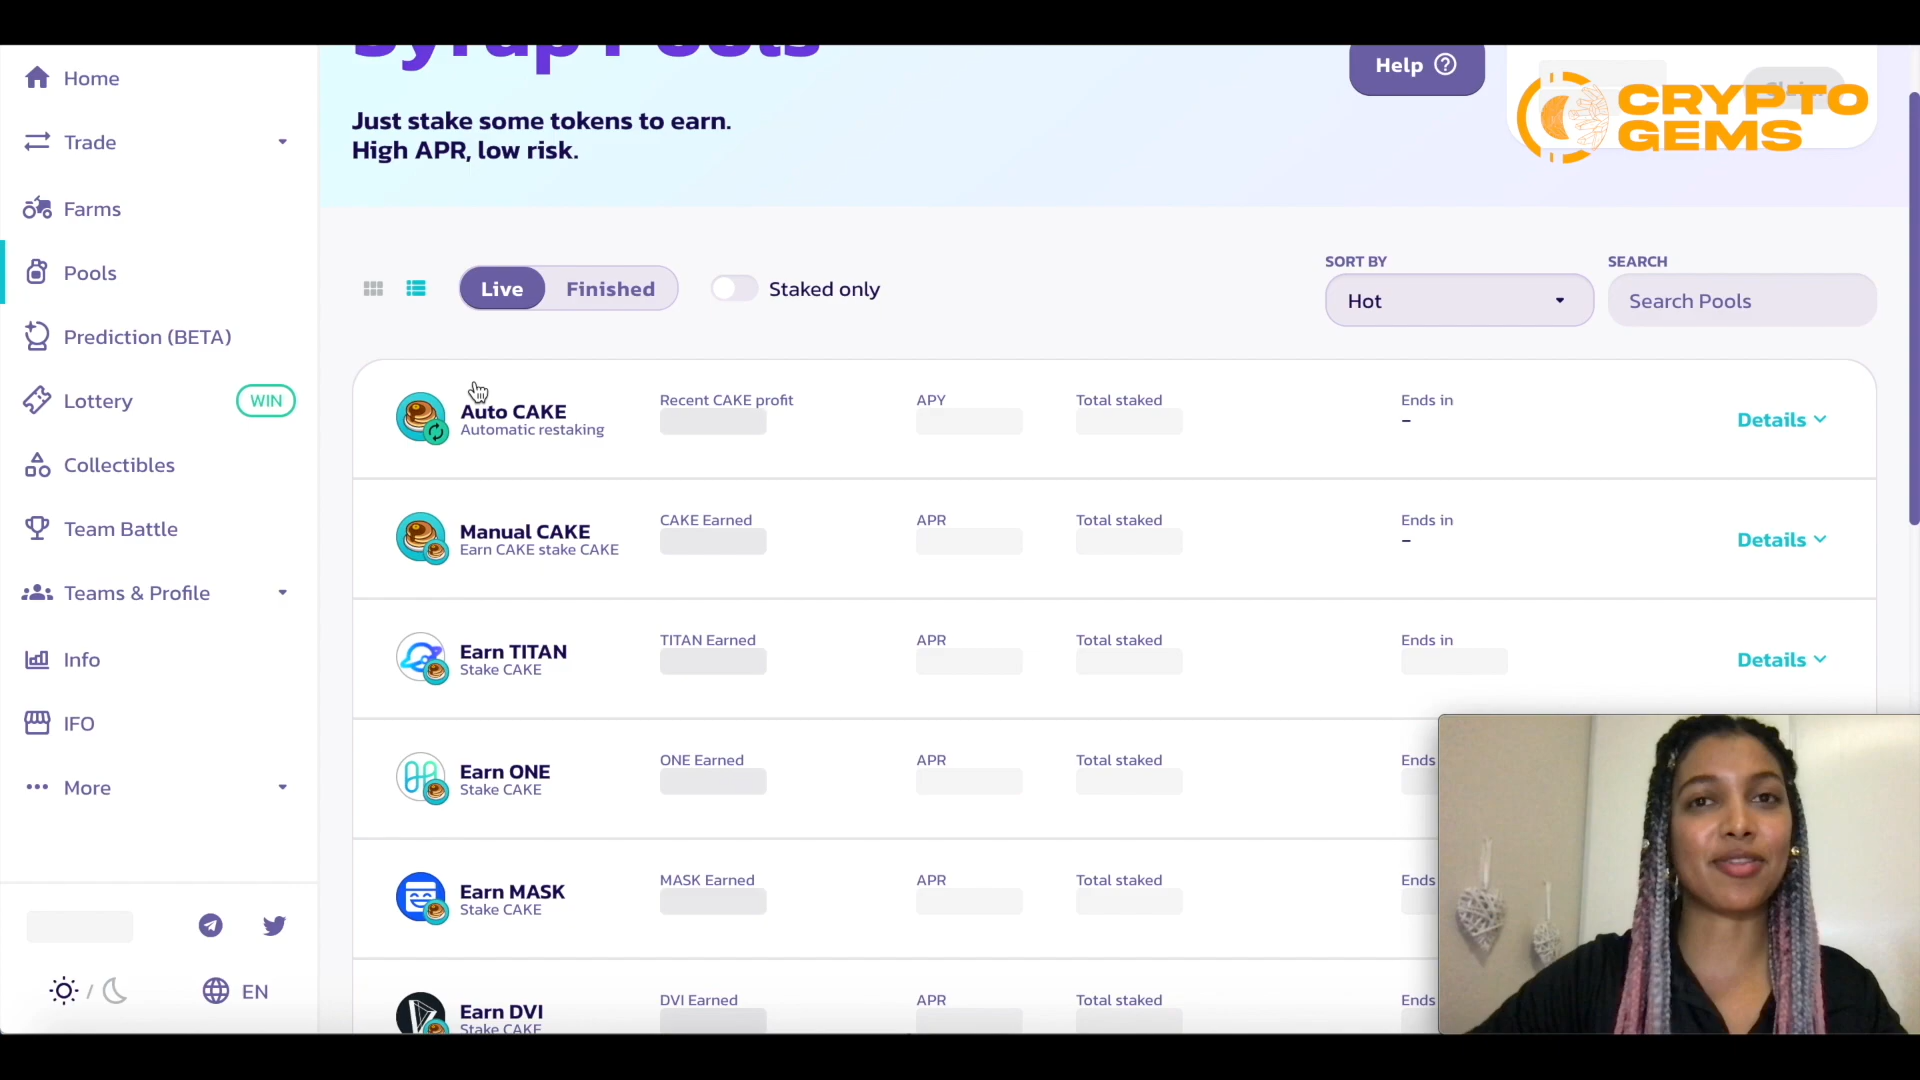 Syrup Pools
Just stake some tokens to earn.
High APR, low risk.
Help
CRYPTO
GEMS
Home
Trade
Farms
Pools
Prediction (BETA)
Lottery WIN
Collectibles
Team Battle
Teams & Profile
Info
IFO
More
/
EN
Live Finished Staked only
SORT BY
Hot
SEARCH
Search Pools
Auto CAKE
Automatic restaking
Recent CAKE profit
APY
Total staked
Ends in
-
Details
Manual CAKE
Earn CAKE stake CAKE
CAKE Earned
APR
Total staked
Ends in
-
Details
Earn TITAN
Stake CAKE
TITAN Earned
APR
Total staked
Ends in
Details
Earn ONE
Stake CAKE
ONE Earned
APR
Total staked
Ends
Earn MASK
Stake CAKE
MASK Earned
APR
Total staked
Ends
Earn DVI
Stake CAKE
DVI Earned
APR
Total staked
Ends